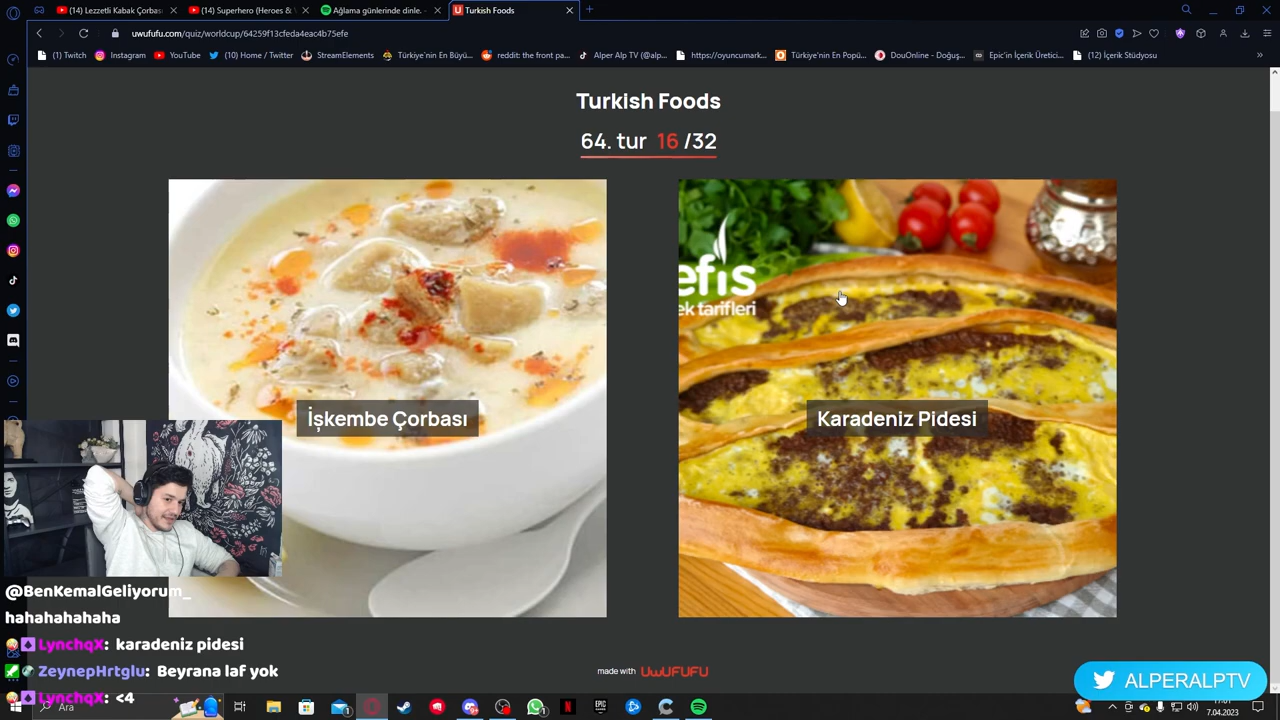 (14) Lezzetli Kabak Çorbas
(14) Superhero (Heroes & V
Ağlama günlerinde dinle. -
Turkish Foods
uwufufu.com/quiz/worldcup/64259f13cfeda4eac4b75efe
(1) Twitch
Instagram
YouTube
(10) Home / Twitter
StreamElements
Türkiye'nin En Büyü...
reddit: the front pa...
Alper Alp TV (@alp...
https://oyuncumark...
Türkiye'nin En Popü...
DouOnline - Doğuş...
Epic'in İçerik Üretici...
(12) İçerik Stüdyosu
Turkish Foods
64. tur 16 /32
efis
ek tarifleri
İşkembe Çorbası
Karadeniz Pidesi
@BenKemalGeliyorum_
hahahahahaha
LynchqX: karadeniz pidesi
ZeynepHrtglu: Beyrana laf yok
LynchqX: <4
made with UWUFUFU
ALPERALPTV
Ara
7.04.2023